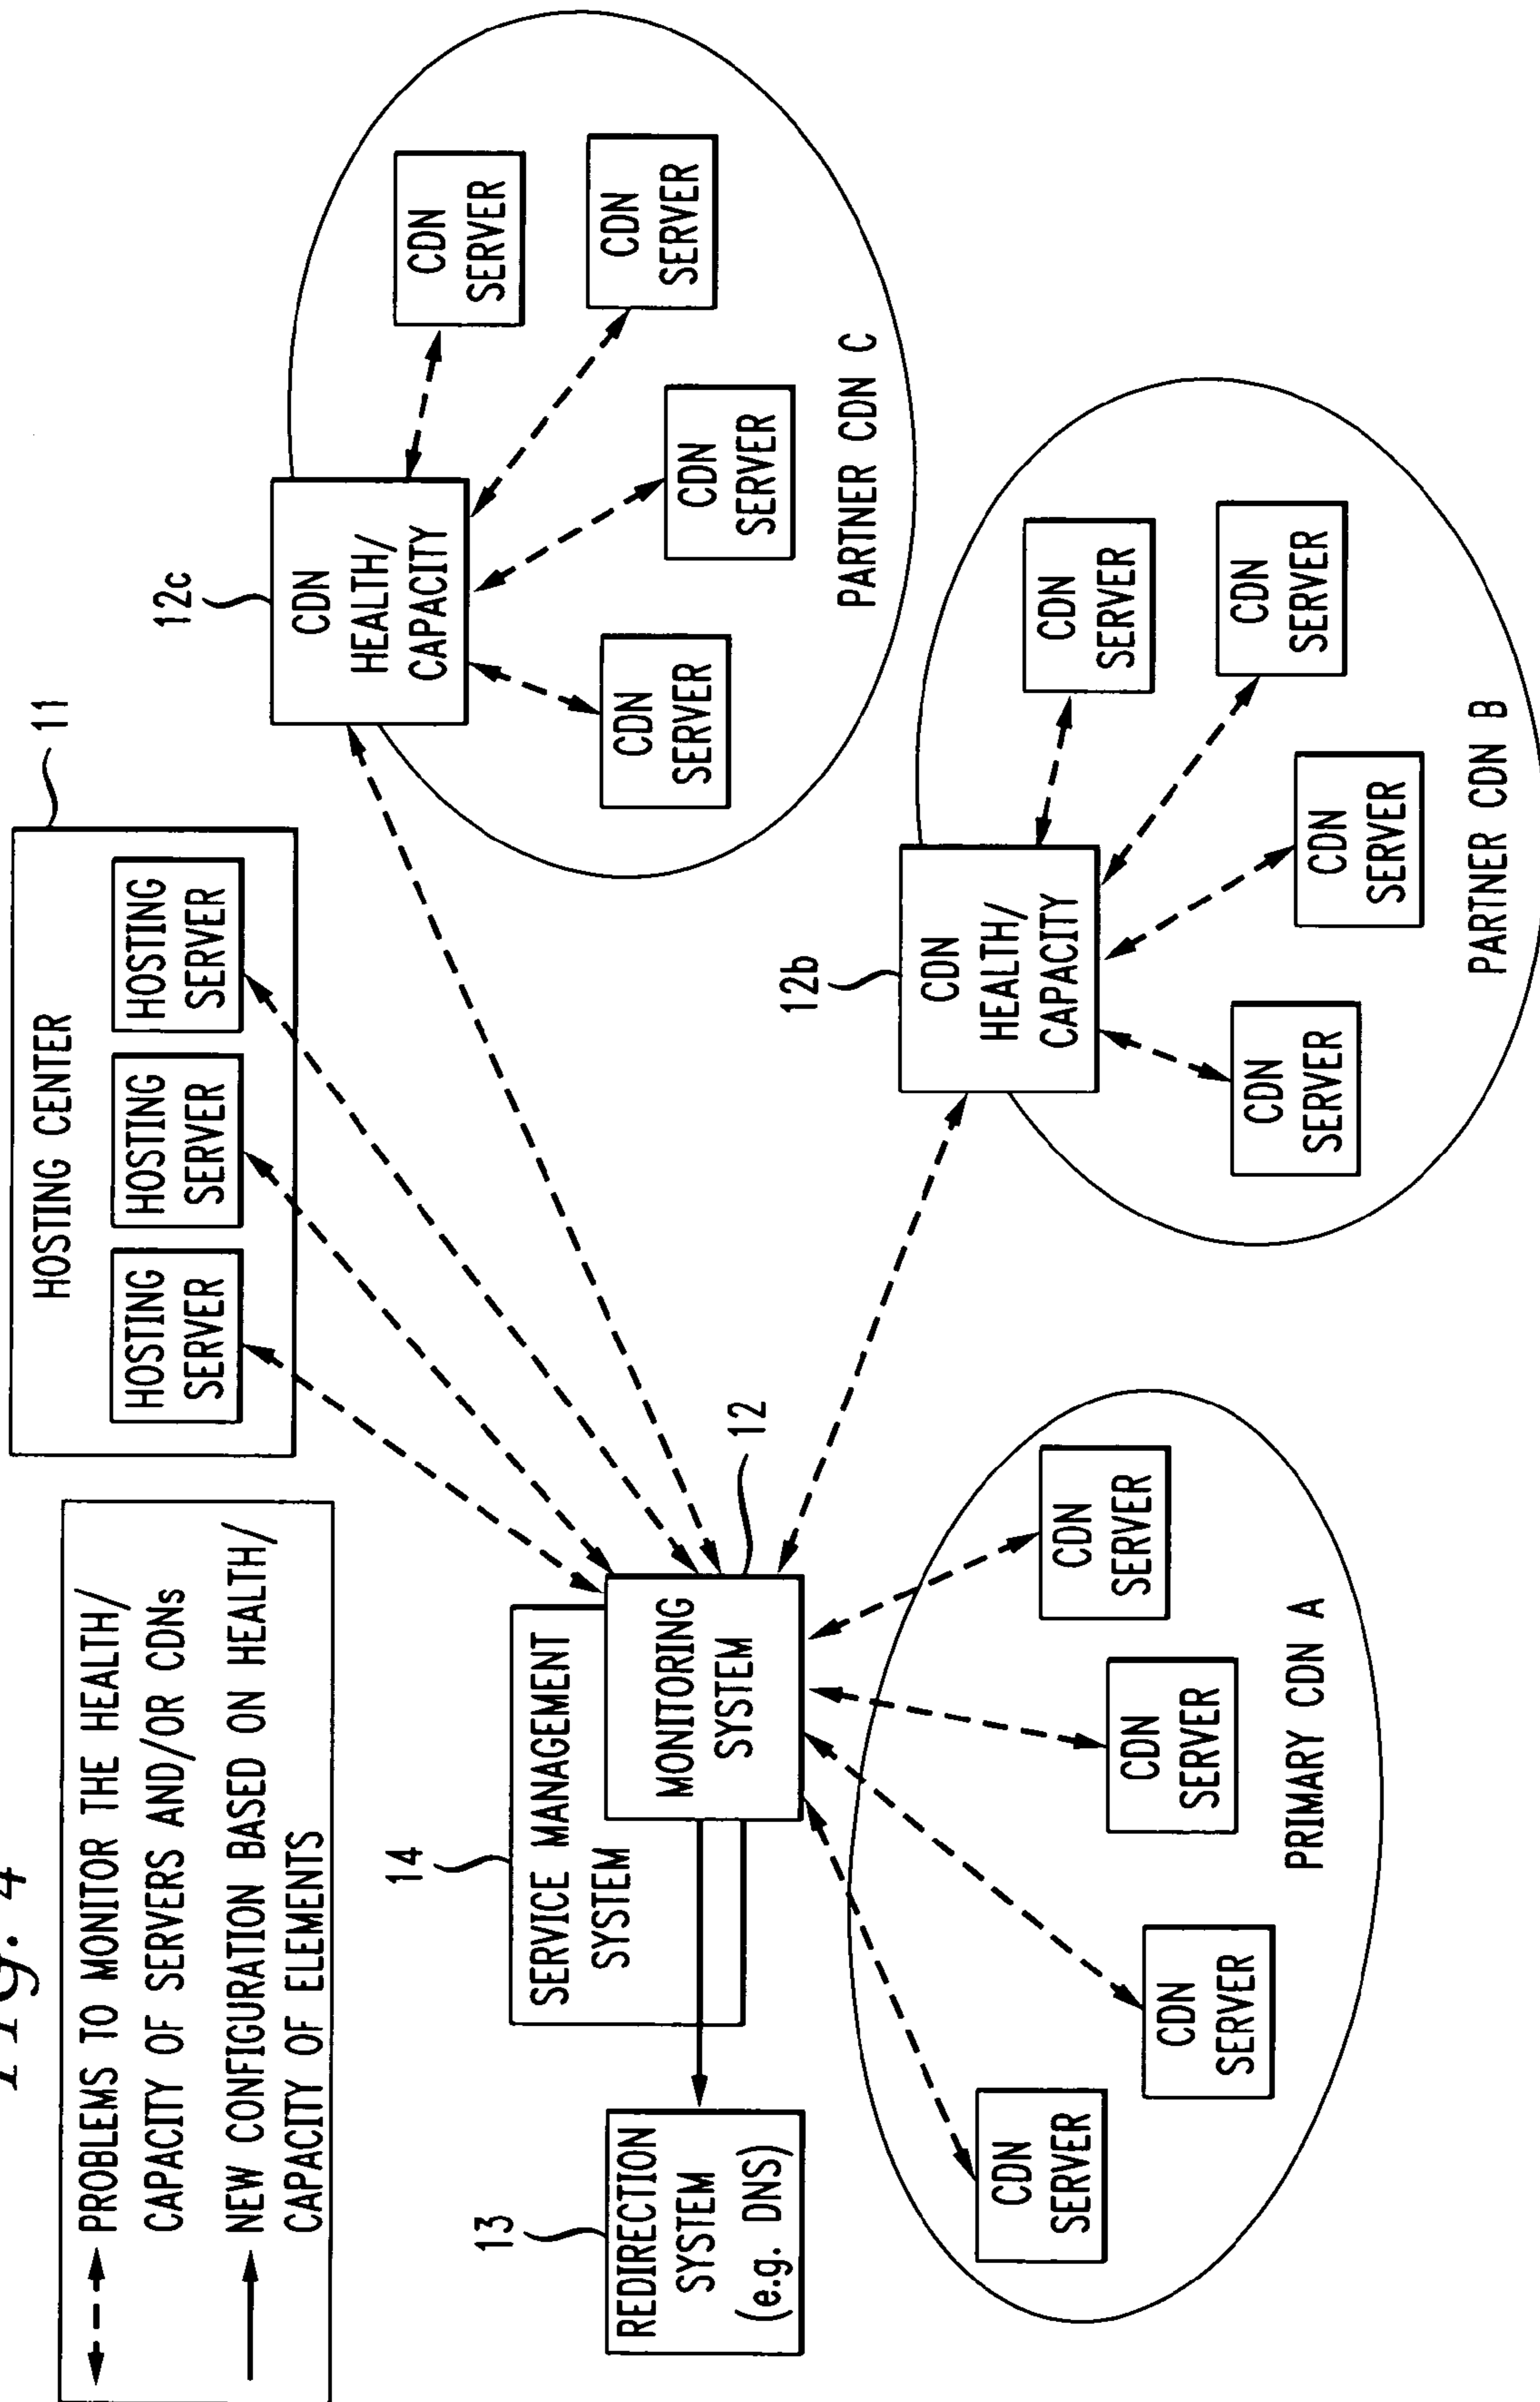 Fig. 4
PROBLEMS TO MONITOR THE HEALTH/
CAPACITY OF SERVERS AND/OR CDNs
NEW CONFIGURATION BASED ON HEALTH/
CAPACITY OF ELEMENTS
HOSTING CENTER
11
HOSTING
SERVER
HOSTING
SERVER
HOSTING
SERVER
12c
CDN
HEALTH/
CAPACITY
CDN
SERVER
CDN
SERVER
CDN
SERVER
CDN
SERVER
PARTNER CDN C
14
SERVICE MANAGEMENT
SYSTEM
MONITORING
SYSTEM
12
13
REDIRECTION
SYSTEM
(e.g. DNS)
12b
CDN
HEALTH/
CAPACITY
CDN
SERVER
CDN
SERVER
CDN
SERVER
CDN
SERVER
PARTNER CDN B
CDN
SERVER
CDN
SERVER
CDN
SERVER
CDN
SERVER
PRIMARY CDN A